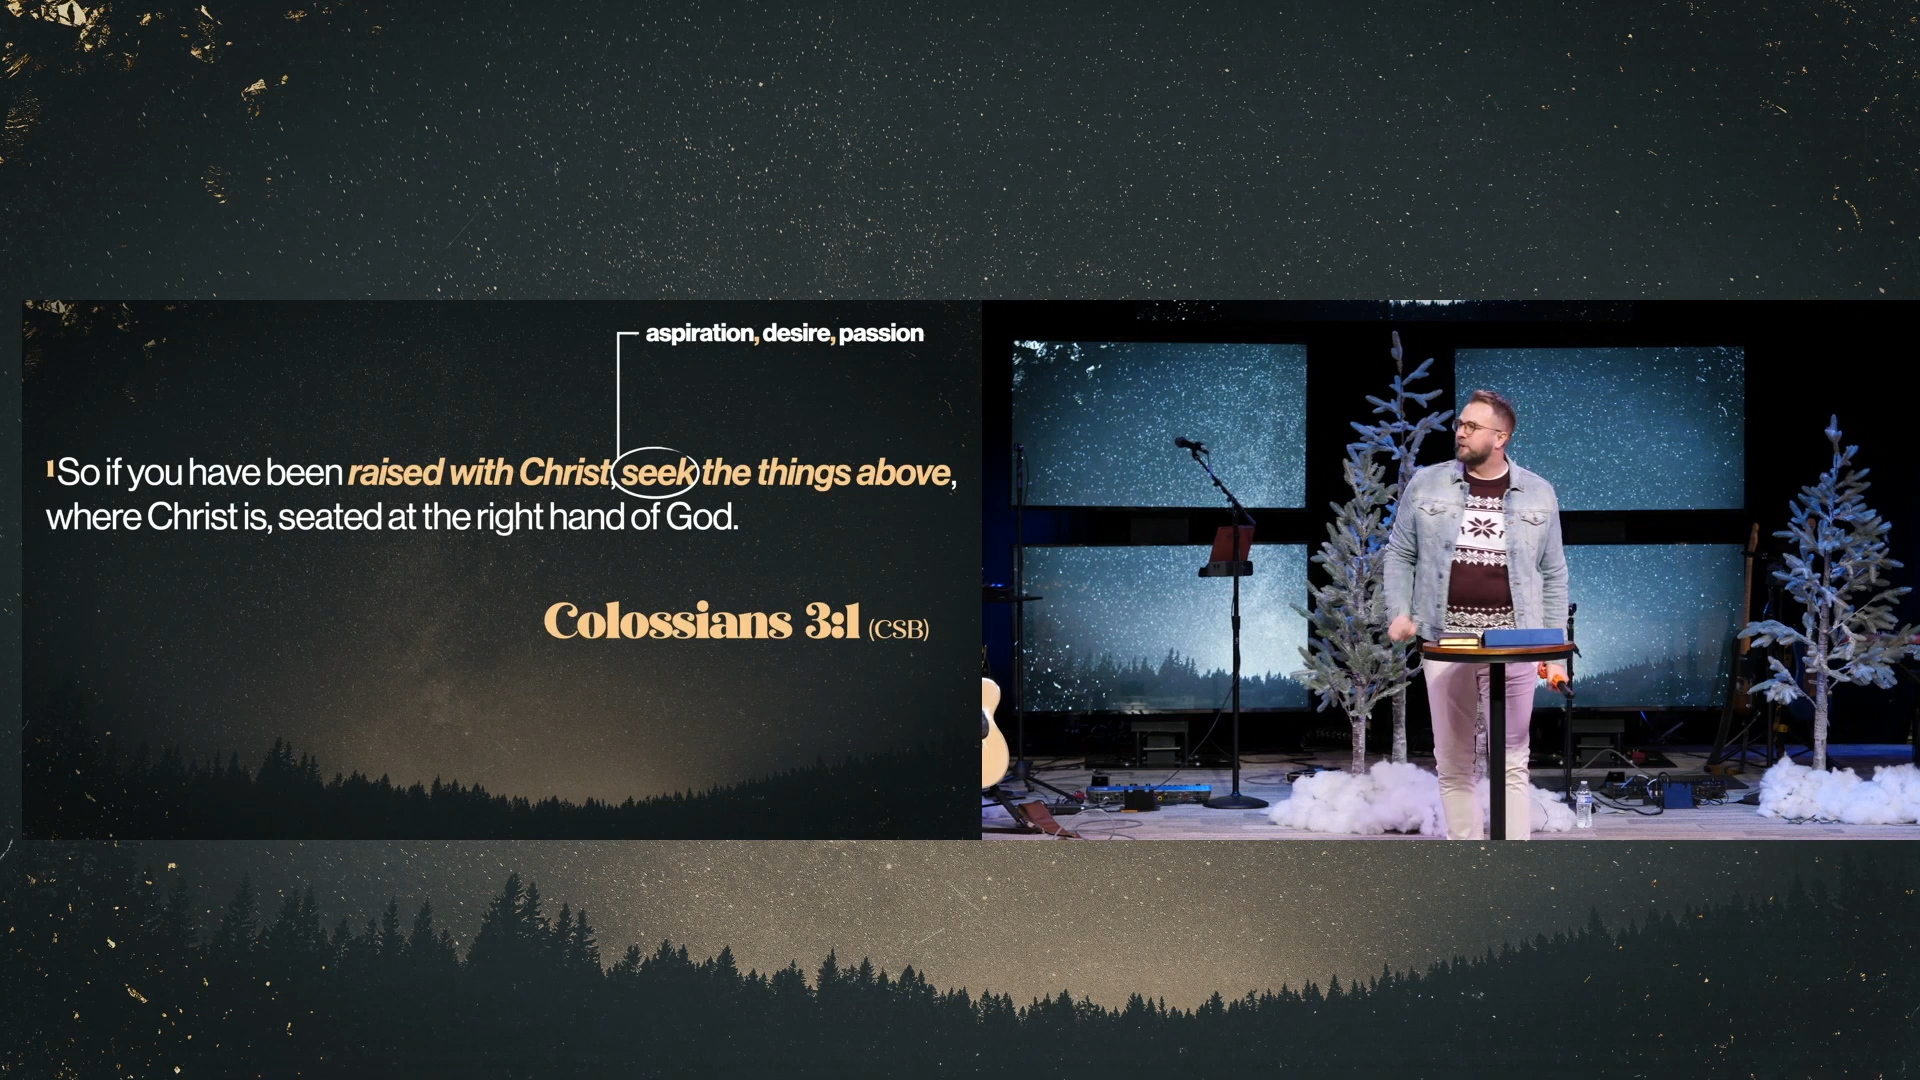 aspiration, desire, passion
1So if you have been raised with Christ, seek the things above,
where Christ is, seated at the right hand of God.
Colossians 3:1 (CSB)